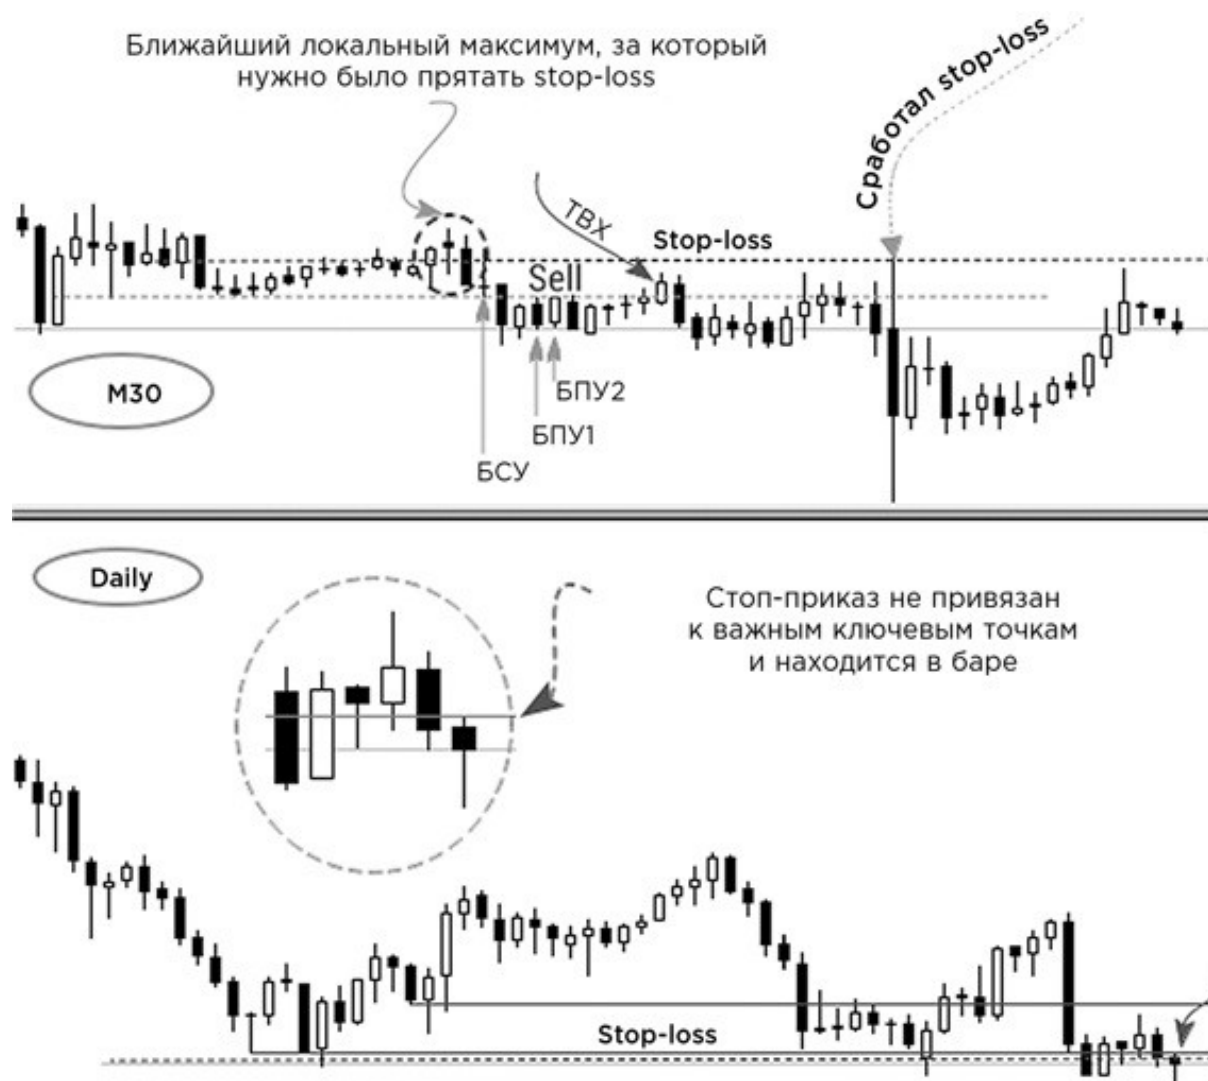 Ближайший локальный максимум, за который
нужно было прятать stop-loss
Сработал stop-loss
ТВХ
Stop-loss
Sell
M30
БПУ2
БПУ1
БСУ
Daily
Стоп-приказ не привязан
к важным ключевым точкам
и находится в баре
Stop-loss